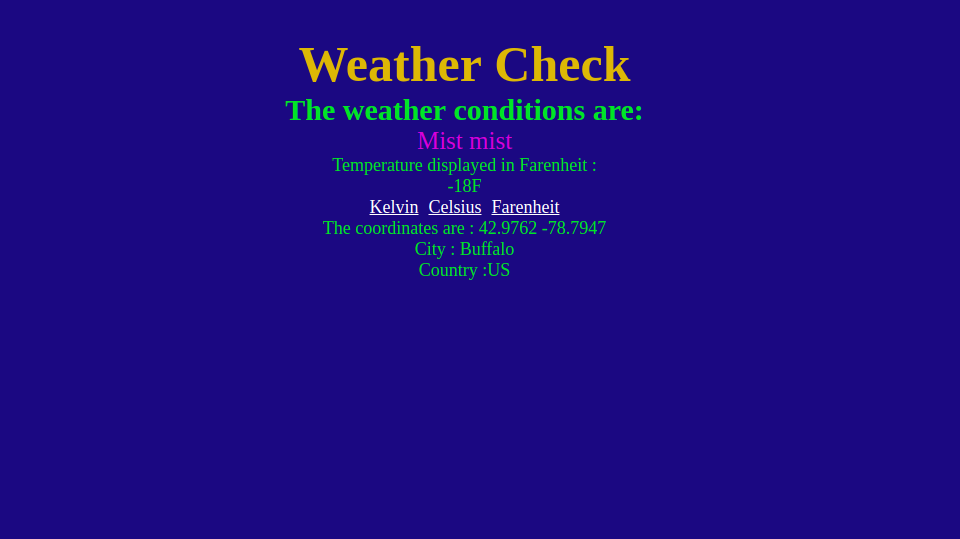 Weather Check
The weather conditions are:
Mist mist
Temperature displayed in Farenheit :
-18F
Kelvin Celsius Farenheit
The coordinates are : 42.9762 -78.7947
City : Buffalo
Country :US